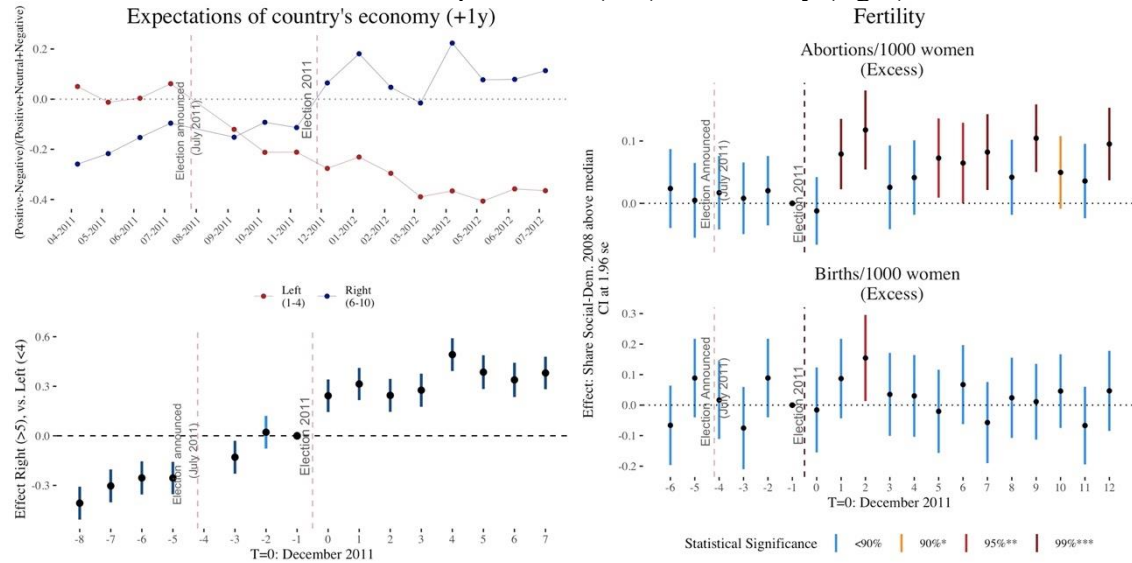 Expectations of country's economy (+1y)
(Positive-Negative)/(Positive+Neutral+Negative)
0.2
0.0
-0.2
-0.4
Election announced
(July 2011)
Election 2011
04-2011
05-2011
06-2011
07-2011
08-2011
09-2011
10-2011
11-2011
12-2011
01-2012
02-2012
03-2012
04-2012
05-2012
06-2012
07-2012
Left
(1-4)
Right
(6-10)
Effect Right (>5), vs. Left (<4)
0.6
0.3
0.0
-0.3
Election announced
(July 2011)
Election 2011
-8 -7 -6 -5 -4 -3 -2 -1 0 1 2 3 4 5 6 7
T=0: December 2011
Fertility
Abortions/1000 women
(Excess)
Effect: Share Social-Dem. 2008 above median
CI at 1.96 se
0.1
0.0
Election Announced
(July 2011)
Election 2011
Births/1000 women
(Excess)
0.3
0.2
0.1
0.0
-0.1
-0.2
Election Announced
(July 2011)
Election 2011
-6 -5 -4 -3 -2 -1 0 1 2 3 4 5 6 7 8 9 10 11 12
T=0: December 2011
Statistical Significance <90% 90%* 95%** 99%***